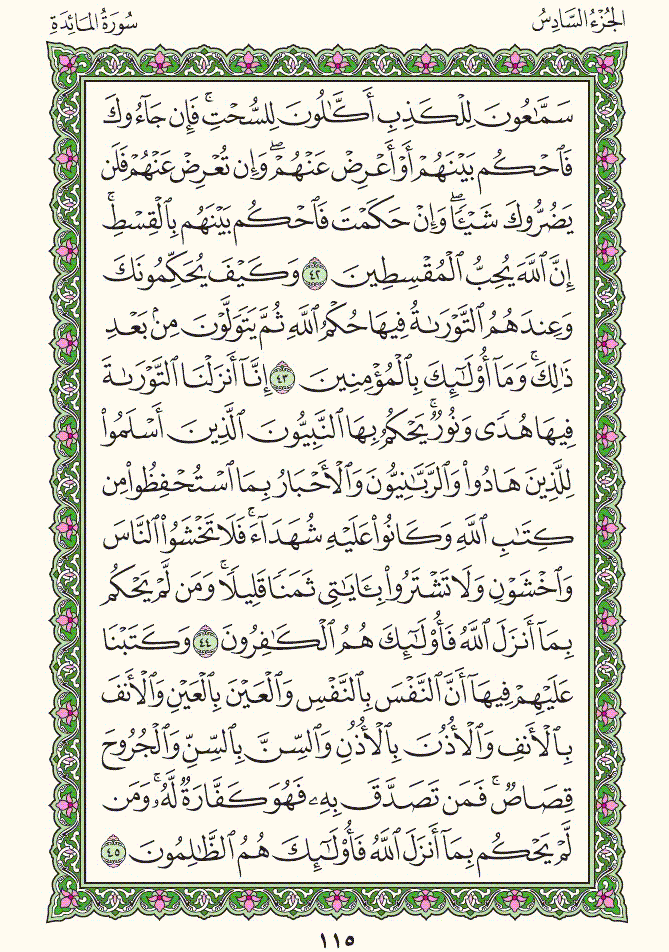 الجُزْءُ السَّادِسُ
سُورَةُ المَائِدَةِ
سَمَّٰعُونَ لِلْكَذِبِ أَكَّٰلُونَ لِلسُّحْتِۚ فَإِن جَآءُوكَ
فَٱحْكُم بَيْنَهُمْ أَوْ أَعْرِضْ عَنْهُمْۖ وَإِن تُعْرِضْ عَنْهُمْ فَلَن
يَضُرُّوكَ شَيْـًٔاۖ وَإِنْ حَكَمْتَ فَٱحْكُم بَيْنَهُم بِٱلْقِسْطِۚ
إِنَّ ٱللَّهَ يُحِبُّ ٱلْمُقْسِطِينَ ٤٢ وَكَيْفَ يُحَكِّمُونَكَ
وَعِندَهُمُ ٱلتَّوْرَىٰةُ فِيهَا حُكْمُ ٱللَّهِ ثُمَّ يَتَوَلَّوْنَ مِنۢ بَعْدِ
ذَٰلِكَۚ وَمَآ أُو۟لَٰٓئِكَ بِٱلْمُؤْمِنِينَ ٤٣ إِنَّآ أَنزَلْنَا ٱلتَّوْرَىٰةَ
فِيهَا هُدًى وَنُورٌۚ يَحْكُمُ بِهَا ٱلنَّبِيُّونَ ٱلَّذِينَ أَسْلَمُوا۟
لِلَّذِينَ هَادُوا۟ وَٱلرَّبَّٰنِيُّونَ وَٱلْأَحْبَارُ بِمَا ٱسْتُحْفِظُوا۟ مِن
كِتَٰبِ ٱللَّهِ وَكَانُوا۟ عَلَيْهِ شُهَدَآءَۚ فَلَا تَخْشَوُا۟ ٱلنَّاسَ
وَٱخْشَوْنِ وَلَا تَشْتَرُوا۟ بِـَٔايَٰتِى ثَمَنًا قَلِيلًاۚ وَمَن لَّمْ يَحْكُم
بِمَآ أَنزَلَ ٱللَّهُ فَأُو۟لَٰٓئِكَ هُمُ ٱلْكَٰفِرُونَ ٤٤ وَكَتَبْنَا
عَلَيْهِمْ فِيهَآ أَنَّ ٱلنَّفْسَ بِٱلنَّفْسِ وَٱلْعَيْنَ بِٱلْعَيْنِ وَٱلْأَنفَ
بِٱلْأَنفِ وَٱلْأُذُنَ بِٱلْأُذُنِ وَٱلسِّنَّ بِٱلسِّنِّ وَٱلْجُرُوحَ
قِصَاصٌۚ فَمَن تَصَدَّقَ بِهِۦ فَهُوَ كَفَّارَةٌ لَّهُۥۚ وَمَن
لَّمْ يَحْكُم بِمَآ أَنزَلَ ٱللَّهُ فَأُو۟لَٰٓئِكَ هُمُ ٱلظَّٰلِمُونَ ٤٥
١١٥